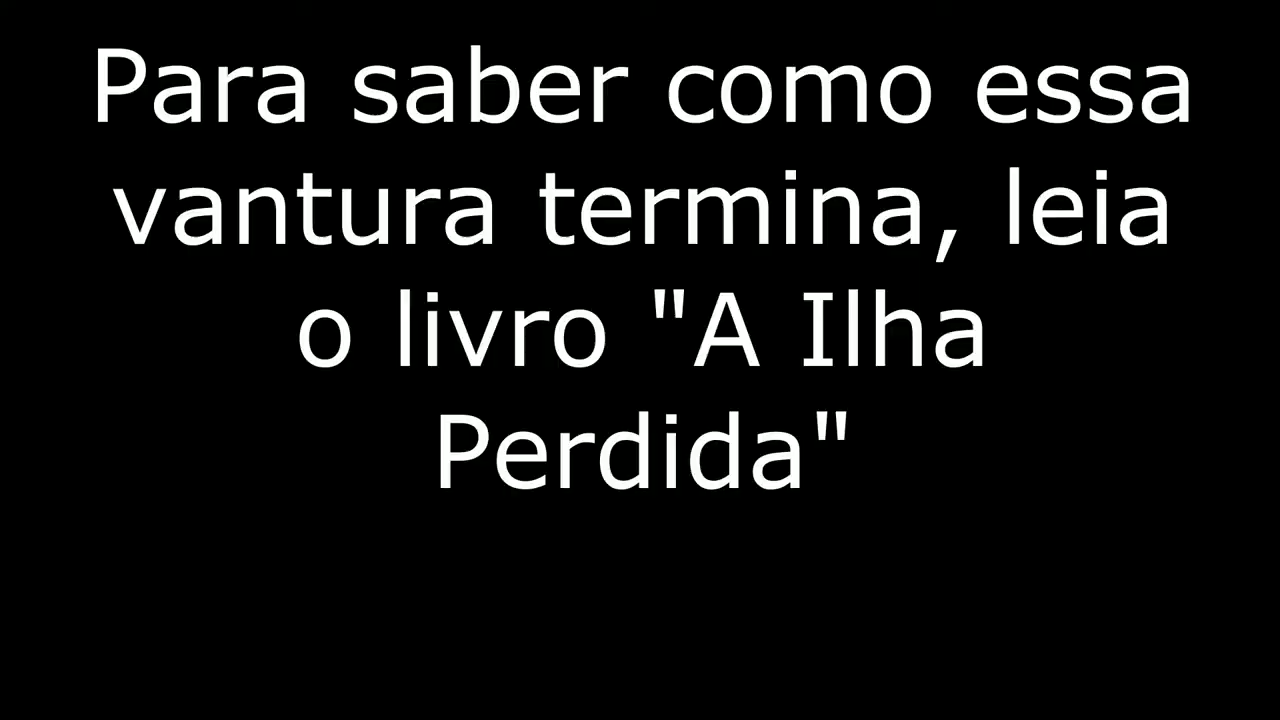 Para saber como essa
vantura termina, leia
o livro "A Ilha
Perdida"